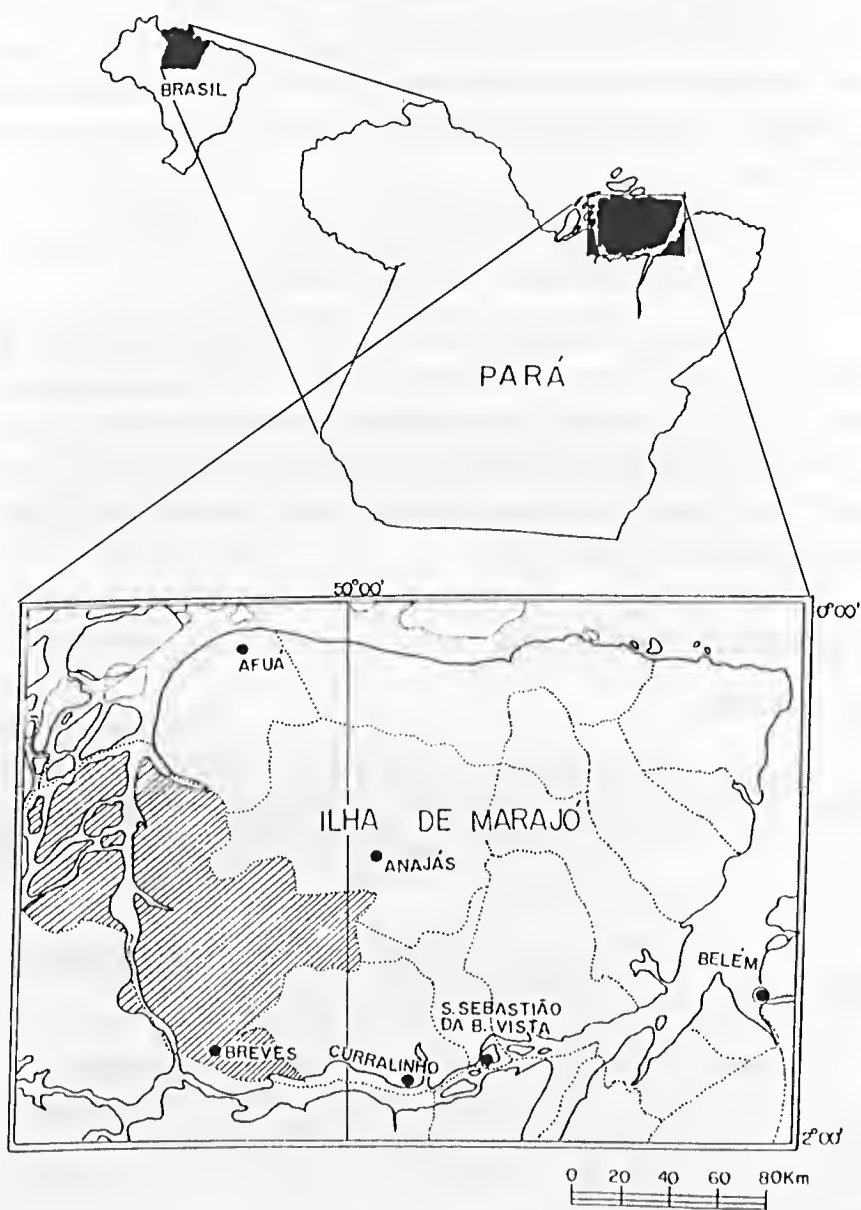 BRASIL
PARÁ
50°00'
0°00'
AFUA
ILHA DE MARAJÓ
ANAJÁS
BELÉM
S. SEBASTIÃO
DA B. VISTA
BREVES
CURRALINHO
2°00'
0 20 40 60 80Km